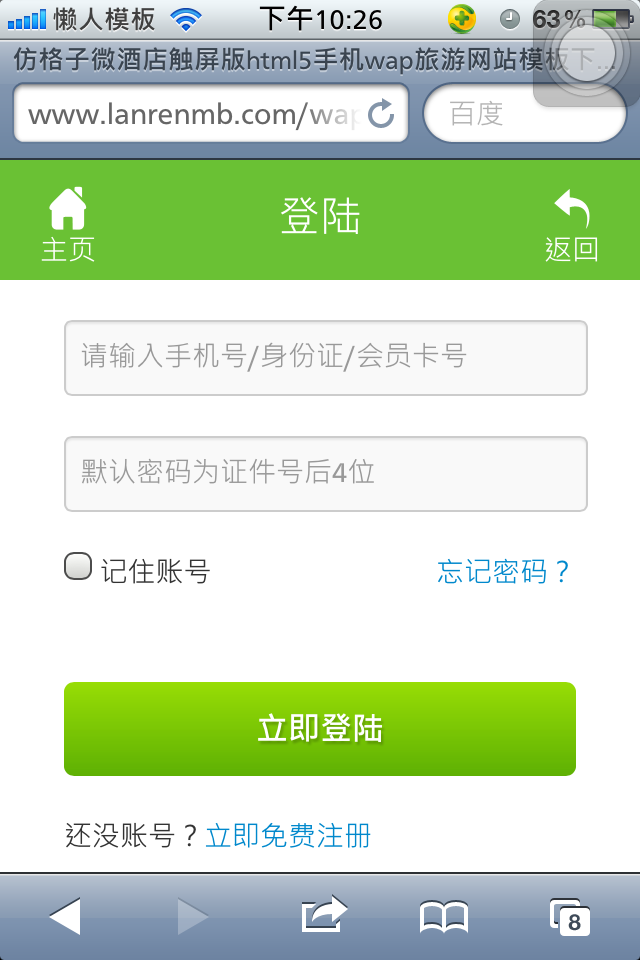 懒人模板 下午10:26 63%
仿格子微酒店触屏版html5手机wap旅游网站模板下...
www.lanrenmb.com/wap 百度
主页 登陆 返回
请输入手机号/身份证/会员卡号
默认密码为证件号后4位
记住账号 忘记密码？
立即登陆
还没账号？立即免费注册
8